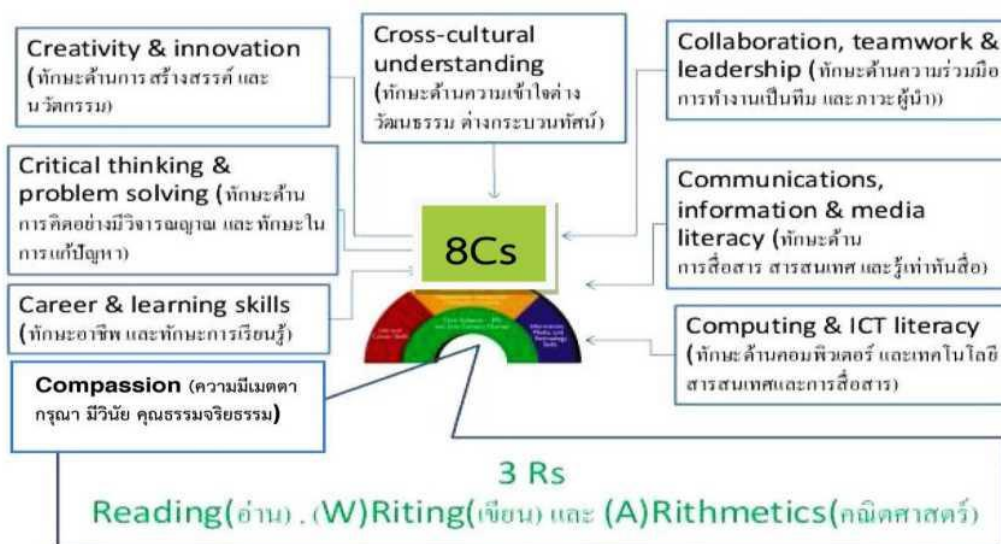 Creativity & innovation
(ทักษะด้านการสร้างสรรค์ และ
นวัตกรรม)
Cross-cultural
understanding
(ทักษะด้านความเข้าใจต่าง
วัฒนธรรม ต่างกระบวนทัศน์)
Collaboration, teamwork &
leadership (ทักษะด้านความร่วมมือ
การทำงานเป็นทีม และภาวะผู้นำ))
Critical thinking &
problem solving (ทักษะด้าน
การคิดอย่างมีวิจารณญาณ และทักษะใน
การแก้ปัญหา)
8Cs
Communications,
information & media
literacy (ทักษะด้าน
การสื่อสาร สารสนเทศ และรู้เท่าทันสื่อ)
Career & learning skills
(ทักษะอาชีพ และทักษะการเรียนรู้)
Computing & ICT literacy
(ทักษะด้านคอมพิวเตอร์ และเทคโนโลยี
สารสนเทศและการสื่อสาร)
Compassion (ความมีเมตตา
กรุณา มีวินัย คุณธรรมจริยธรรม)
3 Rs
Reading(อ่าน) . (W)Riting(เขียน) และ (A)Rithmetics(คณิตศาสตร์)